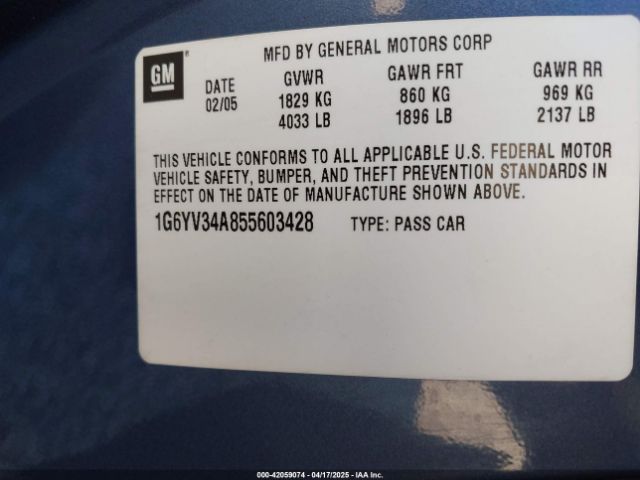 GM
MFD BY GENERAL MOTORS CORP
DATE GVWR GAWR FRT GAWR RR
02/05 1829 KG 860 KG 969 KG
4033 LB 1896 LB 2137 LB
THIS VEHICLE CONFORMS TO ALL APPLICABLE U.S. FEDERAL MOTOR
VEHICLE SAFETY, BUMPER, AND THEFT PREVENTION STANDARDS IN
EFFECT ON THE DATE OF MANUFACTURE SHOWN ABOVE.
1G6YV34A855603428 TYPE: PASS CAR
000-42059074 - 04/17/2025 - IAA Inc.